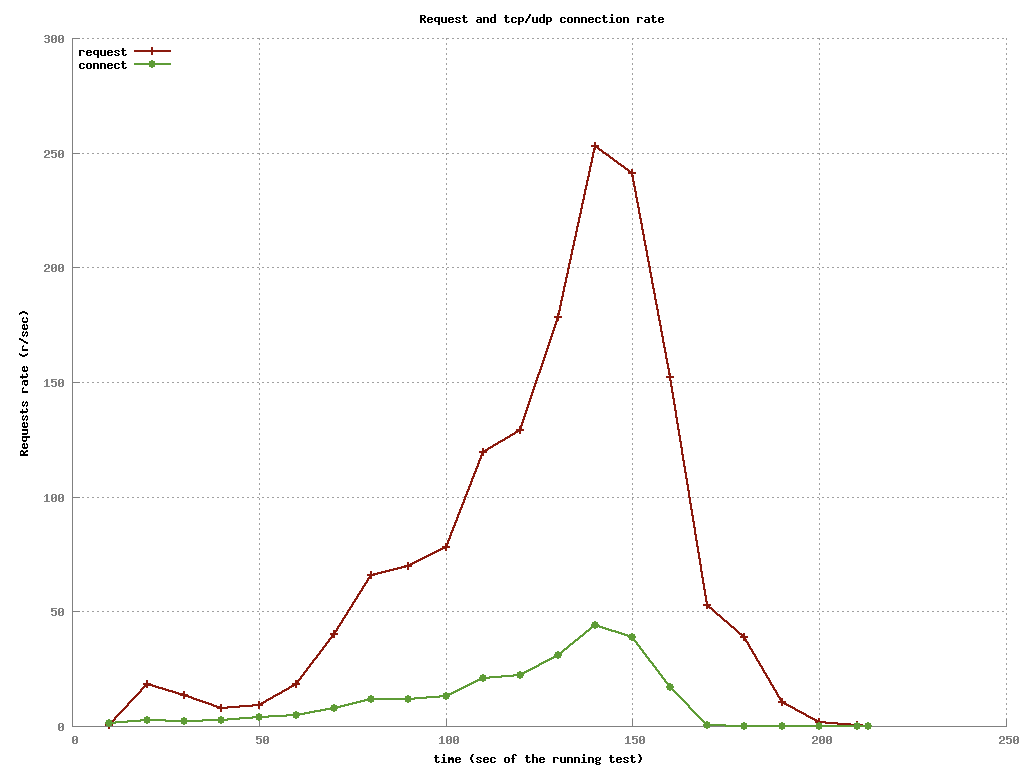 Request and tcp/udp connection rate
300
request
connect
250
200
Requests rate (r/sec)
150
100
50
0
0 50 100 150 200 250
time (sec of the running test)